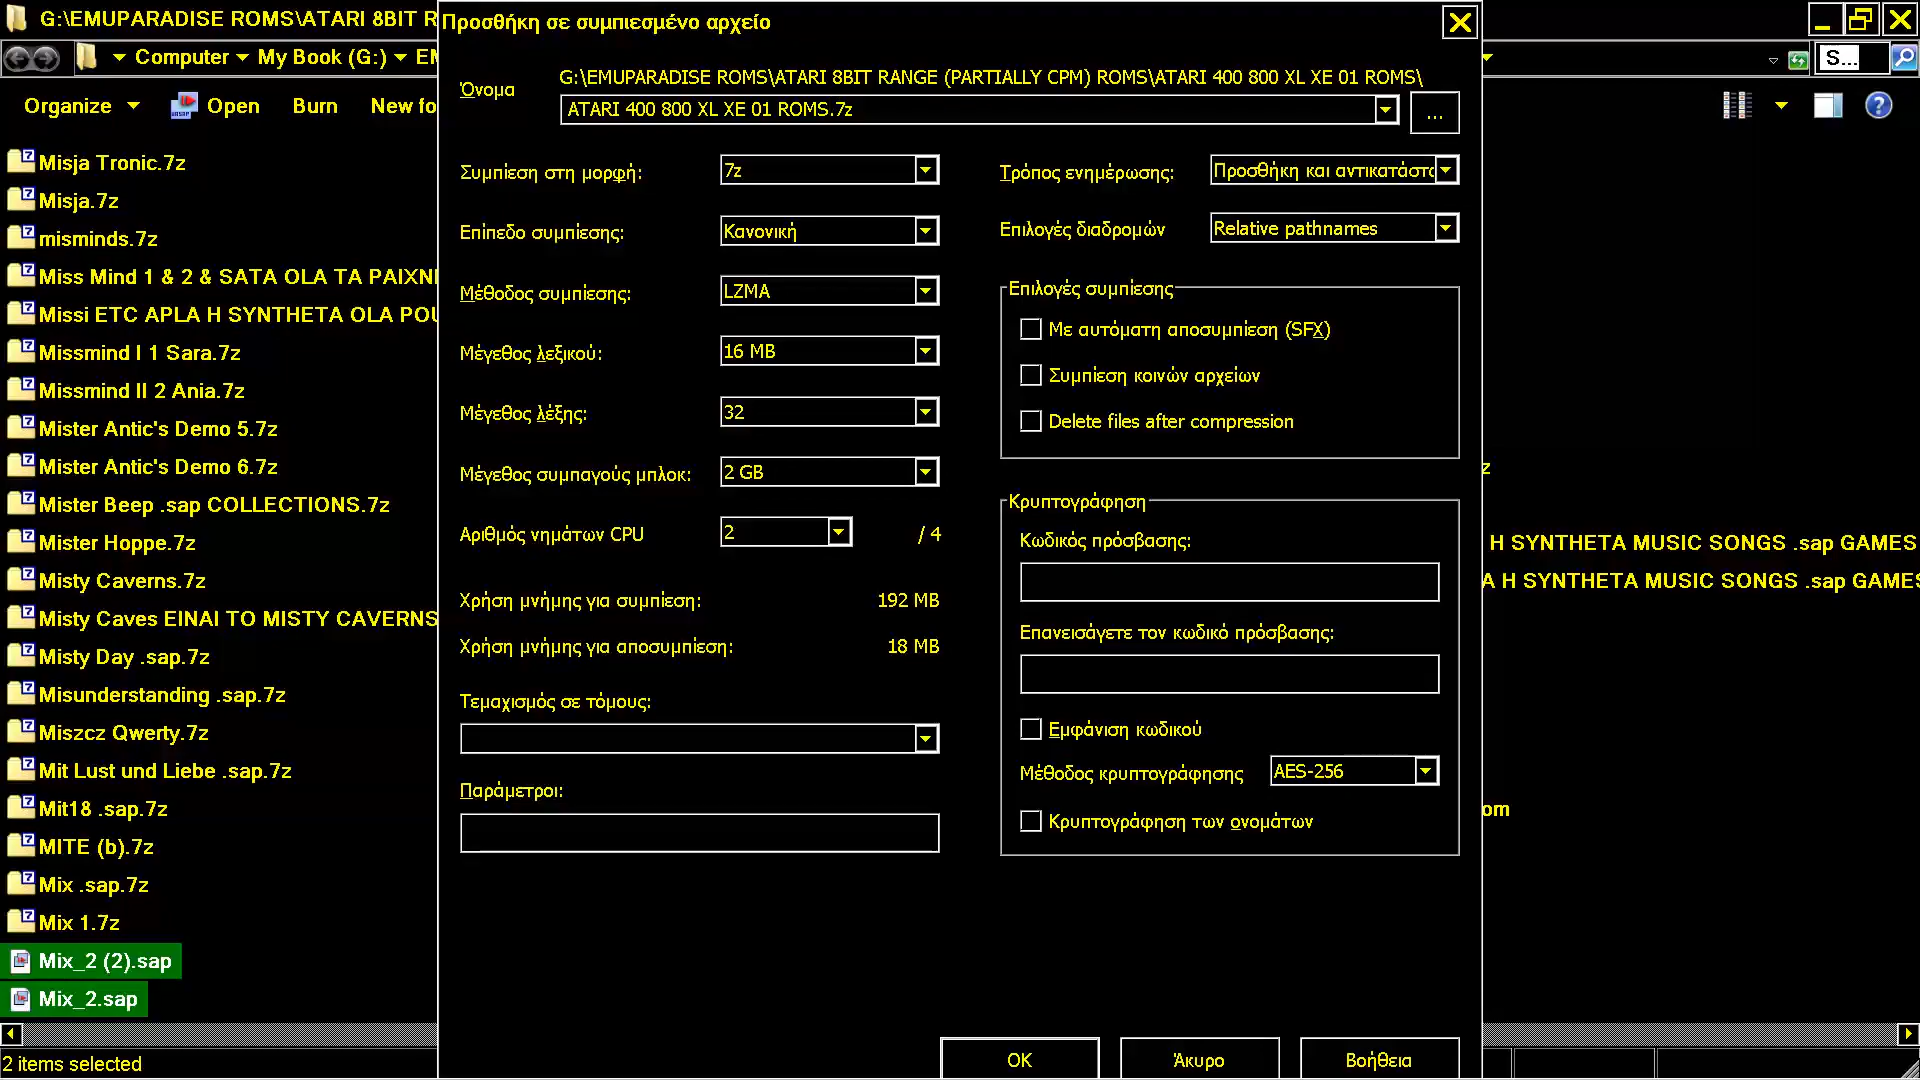 G:\EMUPARADISE ROMS\ATARI 8BIT R
Computer My Book (G:) EM
S...
Organize Open Burn New fo
Misja Tronic.7z
Misja.7z
misminds.7z
Miss Mind 1 & 2 & SATA OLA TA PAIXNI
Missi ETC APLA H SYNTHETA OLA POU
Missmind I 1 Sara.7z
Missmind II 2 Ania.7z
Mister Antic's Demo 5.7z
Mister Antic's Demo 6.7z
Mister Beep .sap COLLECTIONS.7z
Mister Hoppe.7z
Misty Caverns.7z
Misty Caves EINAI TO MISTY CAVERNS
Misty Day .sap.7z
Misunderstanding .sap.7z
Miszcz Qwerty.7z
Mit Lust und Liebe .sap.7z
Mit18 .sap.7z
MITE (b).7z
Mix .sap.7z
Mix 1.7z
Mix_2 (2).sap
Mix_2.sap
2 items selected
Προσθήκη σε συμπιεσμένο αρχείο
Όνομα
G:\EMUPARADISE ROMS\ATARI 8BIT RANGE (PARTIALLY CPM) ROMS\ATARI 400 800 XL XE 01 ROMS\
ATARI 400 800 XL XE 01 ROMS.7z
...
Συμπίεση στη μορφή: 7z
Επίπεδο συμπίεσης: Κανονική
Μέθοδος συμπίεσης: LZMA
Μέγεθος λεξικού: 16 MB
Μέγεθος λέξης: 32
Μέγεθος συμπαγούς μπλοκ: 2 GB
Αριθμός νημάτων CPU 2 / 4
Χρήση μνήμης για συμπίεση: 192 MB
Χρήση μνήμης για αποσυμπίεση: 18 MB
Τεμαχισμός σε τόμους:
Παράμετροι:
Τρόπος ενημέρωσης: Προσθήκη και αντικατάστα
Επιλογές διαδρομών Relative pathnames
Επιλογές συμπίεσης
Με αυτόματη αποσυμπίεση (SFX)
Συμπίεση κοινών αρχείων
Delete files after compression
Κρυπτογράφηση
Κωδικός πρόσβασης:
Επανεισάγετε τον κωδικό πρόσβασης:
Εμφάνιση κωδικού
Μέθοδος κρυπτογράφησης AES-256
Κρυπτογράφηση των ονομάτων
OK Άκυρο Βοήθεια
z
H SYNTHETA MUSIC SONGS .sap GAMES
A H SYNTHETA MUSIC SONGS .sap GAMES
om